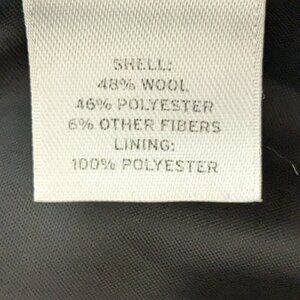 SHELL:
48% WOOL
46% POLYESTER
6% OTHER FIBERS
LINING:
100% POLYESTER